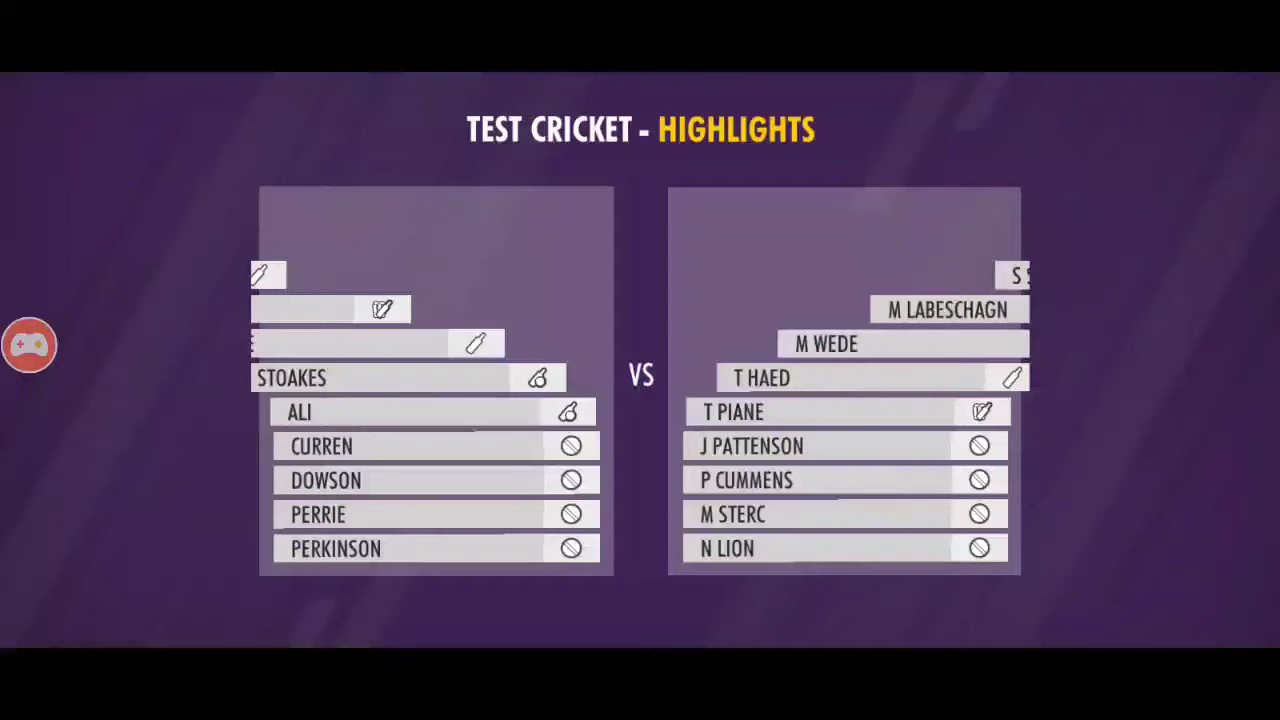 TEST CRICKET - HIGHLIGHTS
STOAKES
ALI
CURREN
DOWSON
PERRIE
PERKINSON
VS
S
M LABESCHAGN
M WEDE
T HAED
T PIANE
J PATTENSON
P CUMMENS
M STERC
N LION